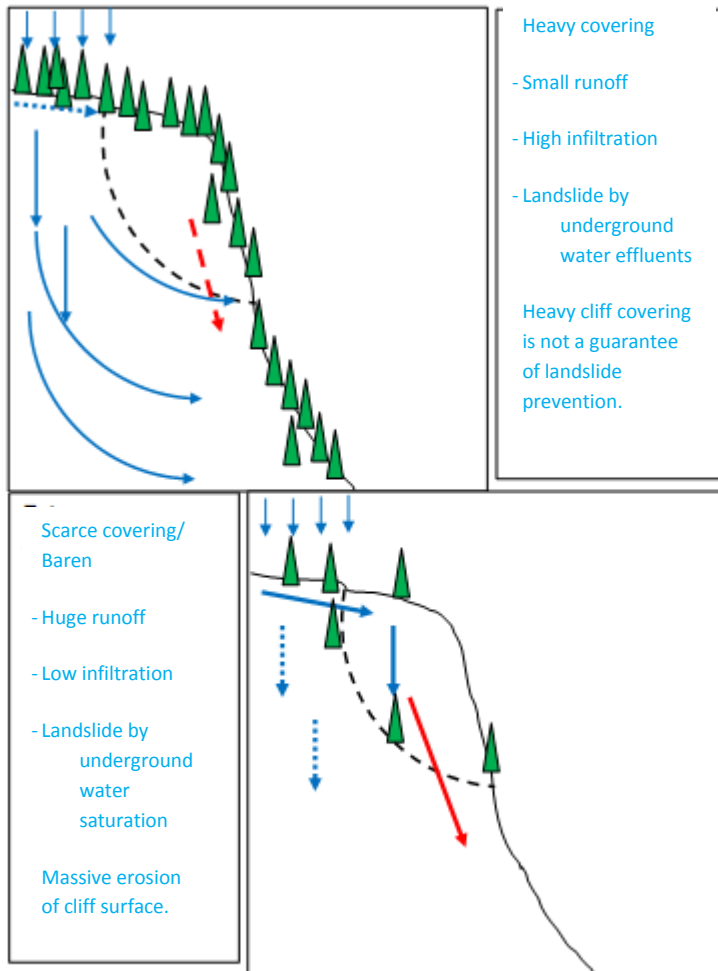 Heavy covering
- Small runoff
- High infiltration
- Landslide by
underground
water effluents
Heavy cliff covering
is not a guarantee
of landslide
prevention.
Scarce covering/
Baren
- Huge runoff
- Low infiltration
- Landslide by
underground
water
saturation
Massive erosion
of cliff surface.